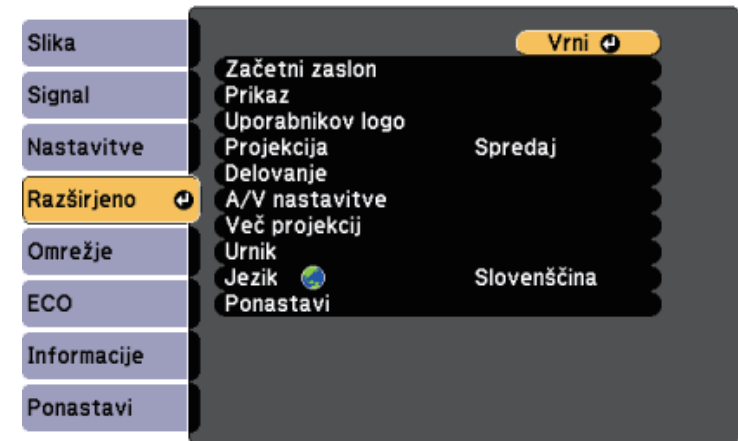 Slika
Signal
Nastavitve
Razširjeno
Omrežje
ECO
Informacije
Ponastavi
Vrni
Začetni zaslon
Prikaz
Uporabnikov logo
Projekcija Spredaj
Delovanje
A/V nastavitve
Več projekcij
Urnik
Jezik Slovenščina
Ponastavi